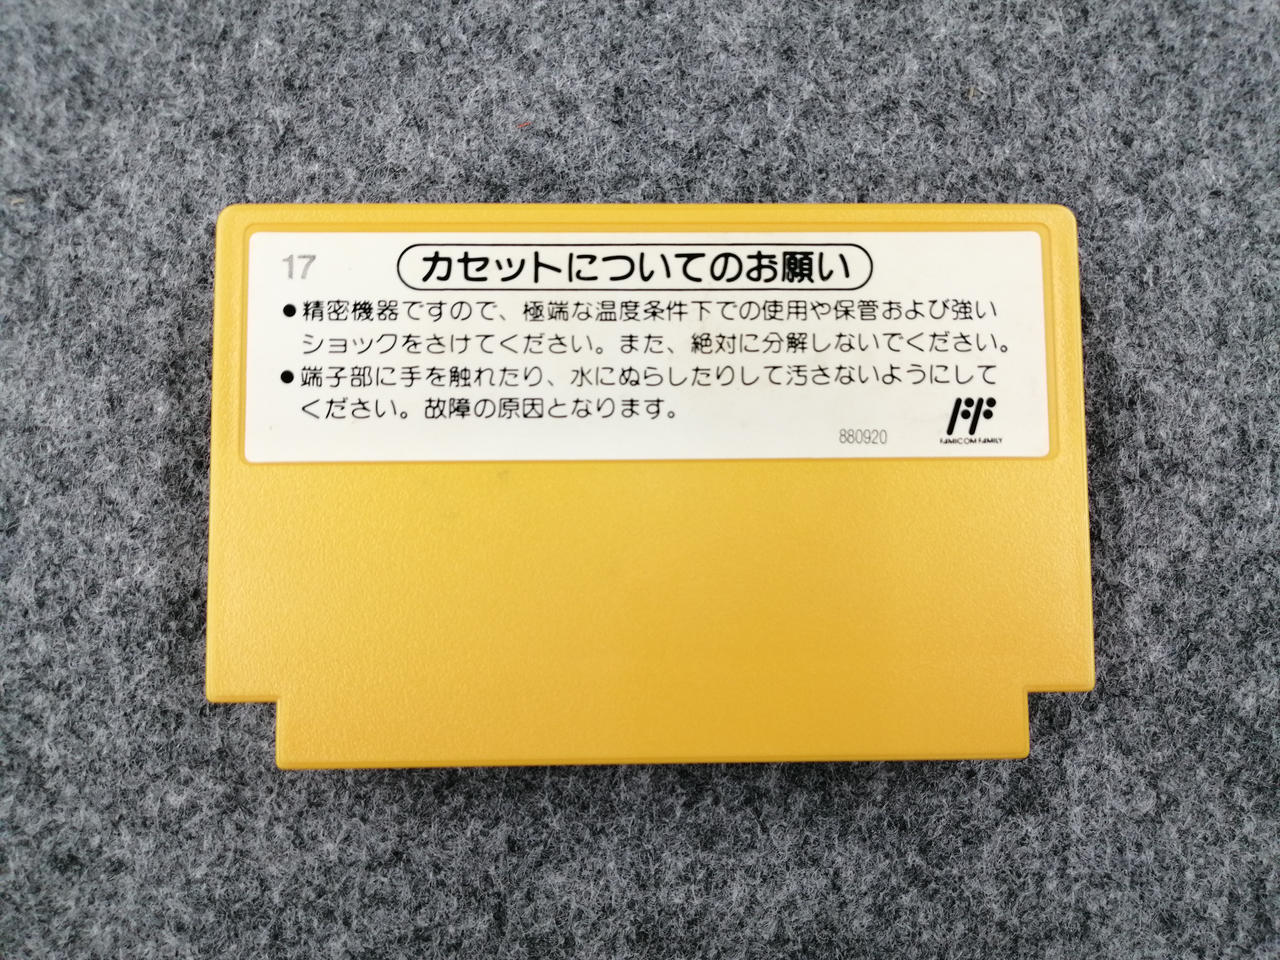 17
カセットについてのお願い
●精密機器ですので、極端な温度条件下での使用や保管および強い
ショックをさけてください。また、絶対に分解しないでください。
●端子部に手を触れたり、水にぬらしたりして汚さないようにして
ください。故障の原因となります。
880920
FF
FAMICOM FAMILY